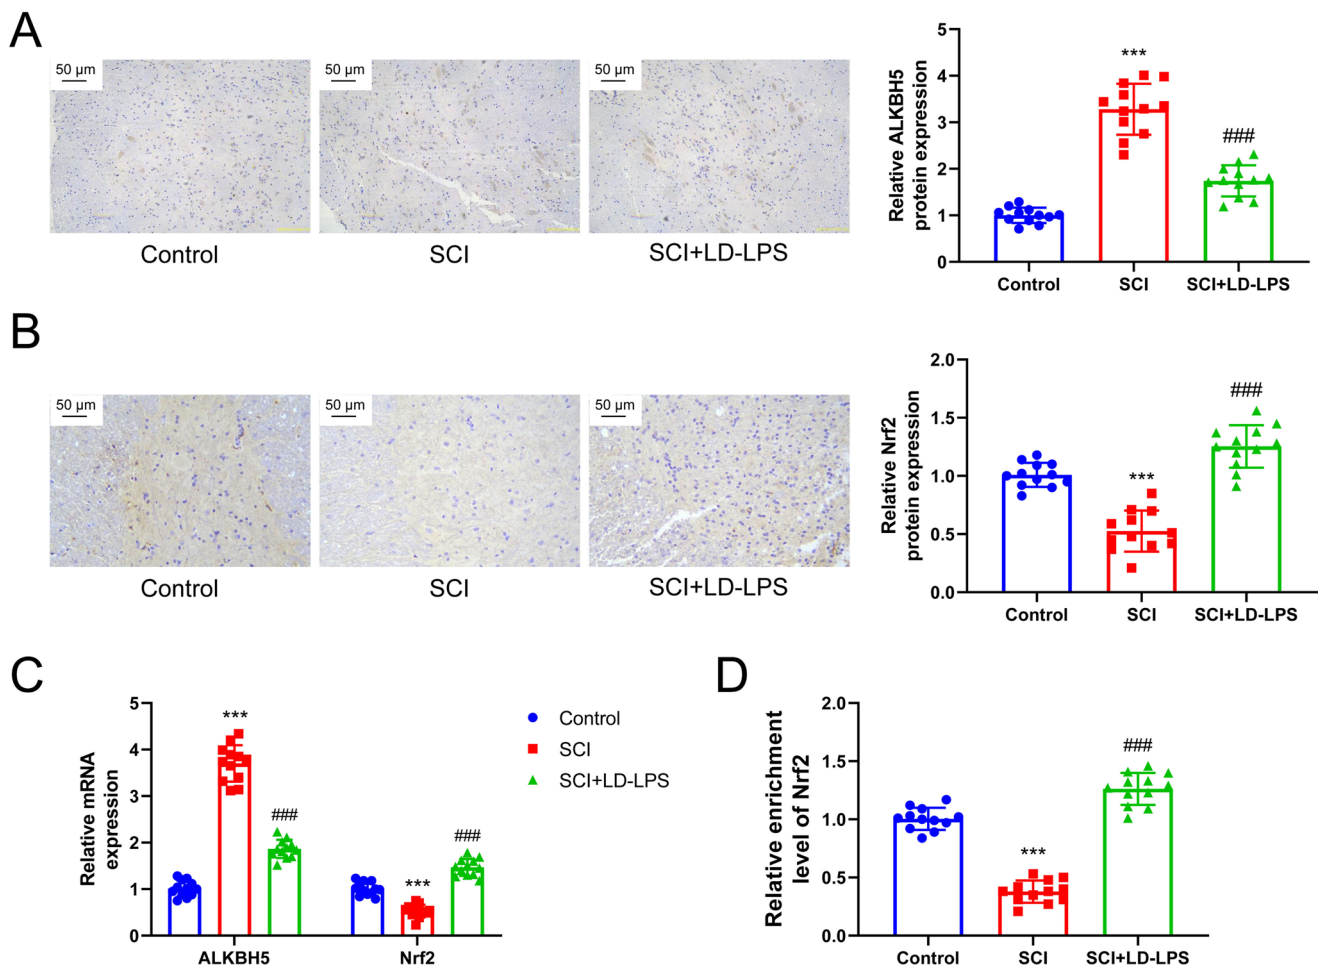 A
50 μm
50 μm
50 μm
Control
SCI
SCI+LD-LPS
Relative ALKBH5
protein expression
5
4
3
2
1
0
***
###
Control
SCI
SCI+LD-LPS
B
50 μm
50 μm
50 μm
Control
SCI
SCI+LD-LPS
Relative Nrf2
protein expression
2.0
1.5
1.0
0.5
0.0
***
###
Control
SCI
SCI+LD-LPS
C
Relative mRNA
expression
5
4
3
2
1
0
***
###
***
###
ALKBH5
Nrf2
Control
SCI
SCI+LD-LPS
D
Relative enrichment
level of Nrf2
2.0
1.5
1.0
0.5
0.0
***
###
Control
SCI
SCI+LD-LPS